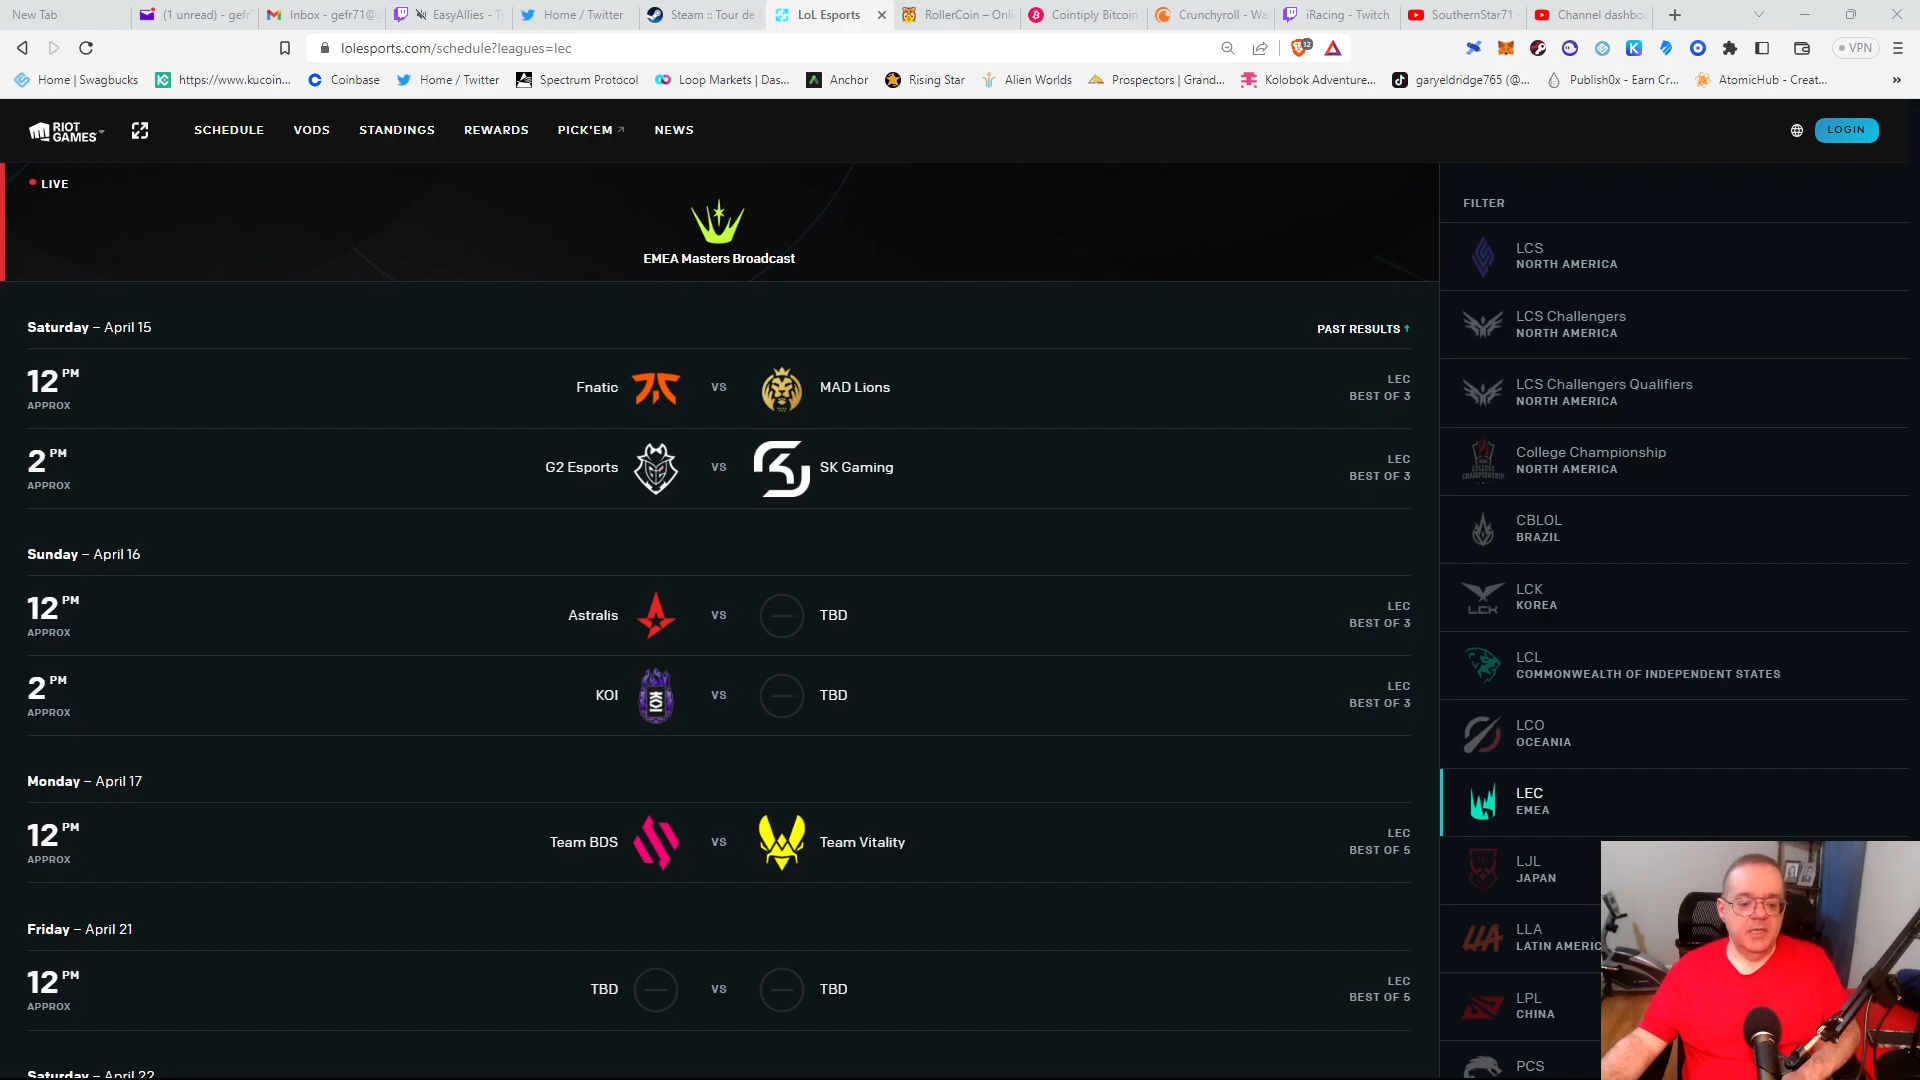 New Tab
(1 unread) - gefr
Inbox - gefr71@
EasyAllies - T
Home / Twitter
Steam :: Tour de
LoL Esports
RollerCoin – Onl
Cointiply Bitcoin
Crunchyroll - Wa
iRacing - Twitch
SouthernStar71 -
Channel dashbo
lolesports.com/schedule?leagues=lec
12
VPN
Home | Swagbucks
https://www.kucoin...
Coinbase
Home / Twitter
Spectrum Protocol
Loop Markets | Das...
Anchor
Rising Star
Alien Worlds
Prospectors | Grand...
Kolobok Adventure...
garyeldridge765 (@...
Publish0x - Earn Cr...
AtomicHub - Creat...
RIOT GAMES
SCHEDULE
VODS
STANDINGS
REWARDS
PICK'EM
NEWS
LOGIN
LIVE
EMEA Masters Broadcast
Saturday – April 15
PAST RESULTS
12 PM
APPROX
Fnatic
VS
MAD Lions
LEC
BEST OF 3
2 PM
APPROX
G2 Esports
VS
SK Gaming
LEC
BEST OF 3
Sunday – April 16
12 PM
APPROX
Astralis
VS
TBD
LEC
BEST OF 3
2 PM
APPROX
KOI
KOI
VS
TBD
LEC
BEST OF 3
Monday – April 17
12 PM
APPROX
Team BDS
VS
Team Vitality
LEC
BEST OF 5
Friday – April 21
12 PM
APPROX
TBD
VS
TBD
LEC
BEST OF 5
Saturday – April 22
FILTER
LCS
NORTH AMERICA
LCS Challengers
NORTH AMERICA
LCS Challengers Qualifiers
NORTH AMERICA
COLLEGE CHAMPIONSHIP
College Championship
NORTH AMERICA
CBLOL
BRAZIL
LCK
LCK
KOREA
LCL
COMMONWEALTH OF INDEPENDENT STATES
LCO
OCEANIA
LEC
EMEA
LJL
JAPAN
LLA
LATIN AMERIC
LPL
CHINA
PCS